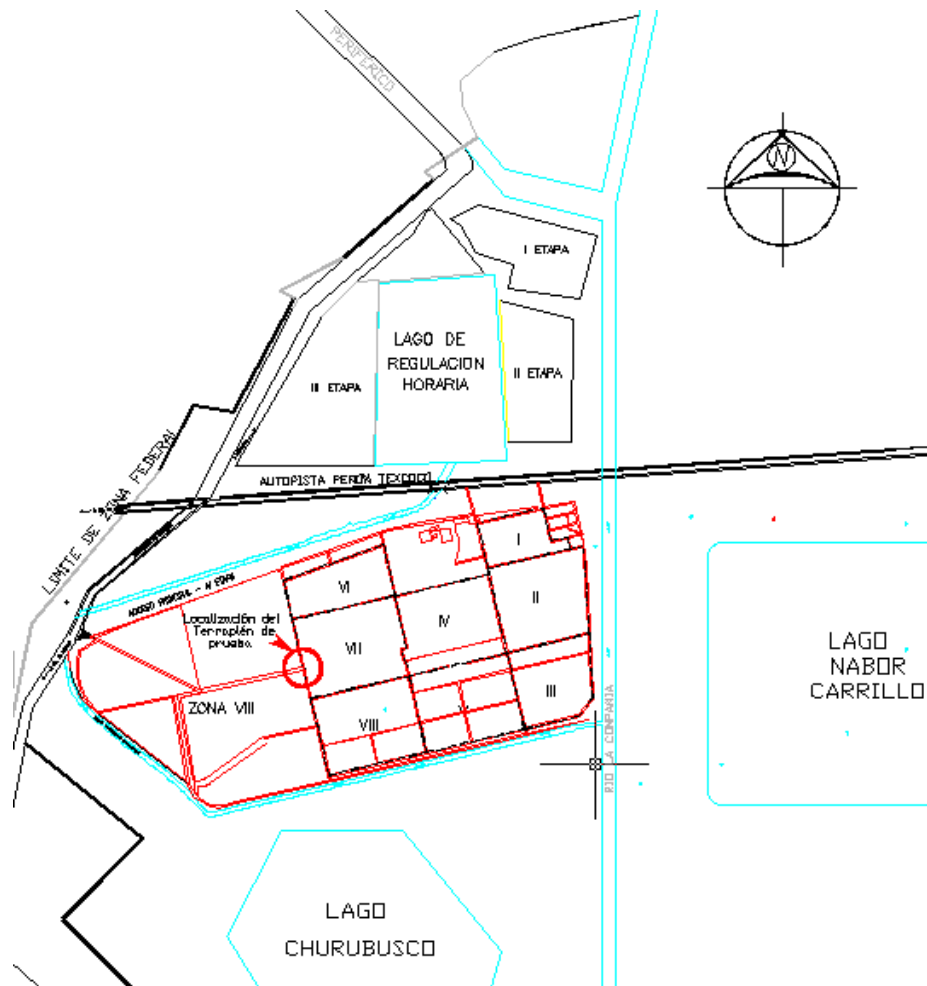 PERIFERICO
N
I ETAPA
LAGO DE
REGULACION
HORARIA
II ETAPA
III ETAPA
LIMITE DE ZONA FEDERAL
AUTOPISTA PEÑON TEXCOCO
I
VI
II
IV
Localización del
Terraplén de
prueba
VII
LAGO
NABOR
CARRILLO
III
ZONA VIII
VIII
RIO LA COMPAÑIA
LAGO
CHURUBUSCO